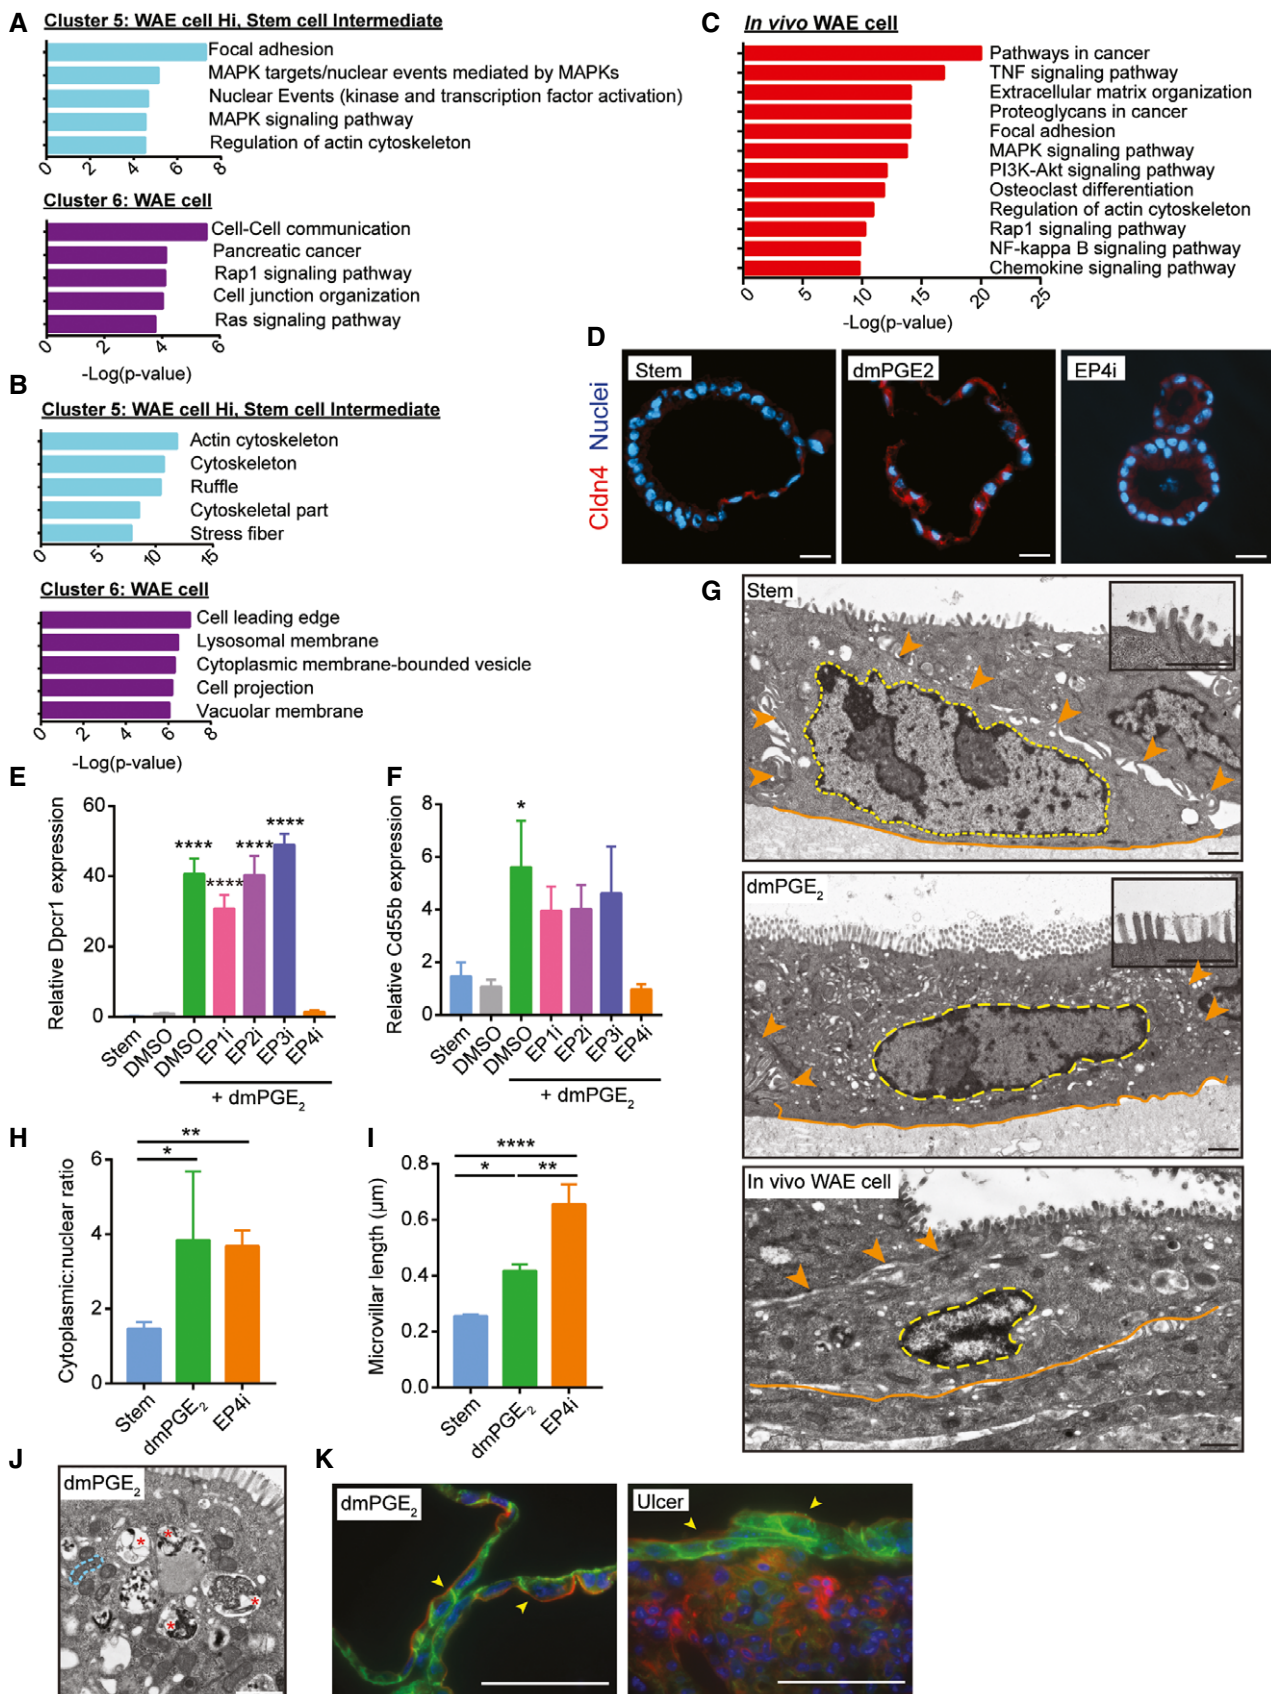 A
Cluster 5: WAE cell Hi, Stem cell Intermediate
Focal adhesion
MAPK targets/nuclear events mediated by MAPKs
Nuclear Events (kinase and transcription factor activation)
MAPK signaling pathway
Regulation of actin cytoskeleton
0 2 4 6 8
Cluster 6: WAE cell
Cell-Cell communication
Pancreatic cancer
Rap1 signaling pathway
Cell junction organization
Ras signaling pathway
0 2 4 6
-Log(p-value)
B
Cluster 5: WAE cell Hi, Stem cell Intermediate
Actin cytoskeleton
Cytoskeleton
Ruffle
Cytoskeletal part
Stress fiber
0 5 10 15
Cluster 6: WAE cell
Cell leading edge
Lysosomal membrane
Cytoplasmic membrane-bounded vesicle
Cell projection
Vacuolar membrane
0 2 4 6 8
-Log(p-value)
C
In vivo WAE cell
Pathways in cancer
TNF signaling pathway
Extracellular matrix organization
Proteoglycans in cancer
Focal adhesion
MAPK signaling pathway
PI3K-Akt signaling pathway
Osteoclast differentiation
Regulation of actin cytoskeleton
Rap1 signaling pathway
NF-kappa B signaling pathway
Chemokine signaling pathway
0 5 10 15 20 25
-Log(p-value)
D
Cldn4 Nuclei
Stem
dmPGE2
EP4i
E
Relative Dpcr1 expression
60
40
20
0
**** **** **** ****
Stem DMSO DMSO EP1i EP2i EP3i EP4i
+ dmPGE₂
F
Relative Cd55b expression
8
6
4
2
0
*
Stem DMSO DMSO EP1i EP2i EP3i EP4i
+ dmPGE₂
G
Stem
dmPGE₂
In vivo WAE cell
H
Cytoplasmic:nuclear ratio
6
4
2
0
**
*
Stem dmPGE₂ EP4i
I
Microvillar length (µm)
0.8
0.6
0.4
0.2
0.0
****
* **
Stem dmPGE₂ EP4i
J
dmPGE₂
* * * *
K
dmPGE₂
Ulcer